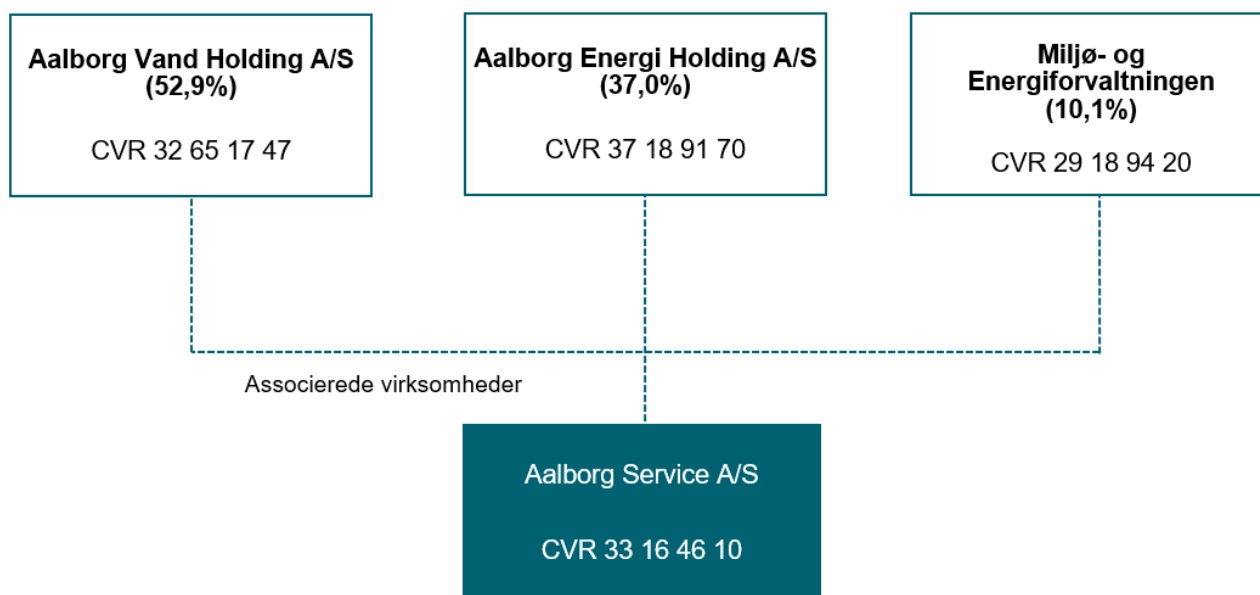 Aalborg Vand Holding A/S
(52,9%)
CVR 32 65 17 47
Aalborg Energi Holding A/S
(37,0%)
CVR 37 18 91 70
Miljø- og
Energiforvaltningen
(10,1%)
CVR 29 18 94 20
Associerede virksomheder
Aalborg Service A/S
CVR 33 16 46 10